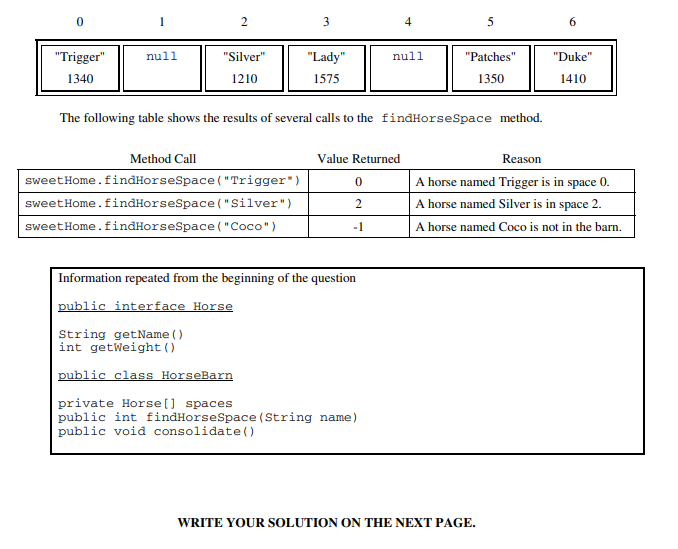 0 1 2 3 4 5 6
"Trigger" null "Silver" "Lady" null "Patches" "Duke"
1340 1210 1575 1350 1410
The following table shows the results of several calls to the findHorseSpace method.
Method Call Value Returned Reason
sweetHome.findHorseSpace("Trigger") 0 A horse named Trigger is in space 0.
sweetHome.findHorseSpace("Silver") 2 A horse named Silver is in space 2.
sweetHome.findHorseSpace("Coco") -1 A horse named Coco is not in the barn.
Information repeated from the beginning of the question
public interface Horse
String getName()
int getWeight()
public class HorseBarn
private Horse[] spaces
public int findHorseSpace(String name)
public void consolidate()
WRITE YOUR SOLUTION ON THE NEXT PAGE.